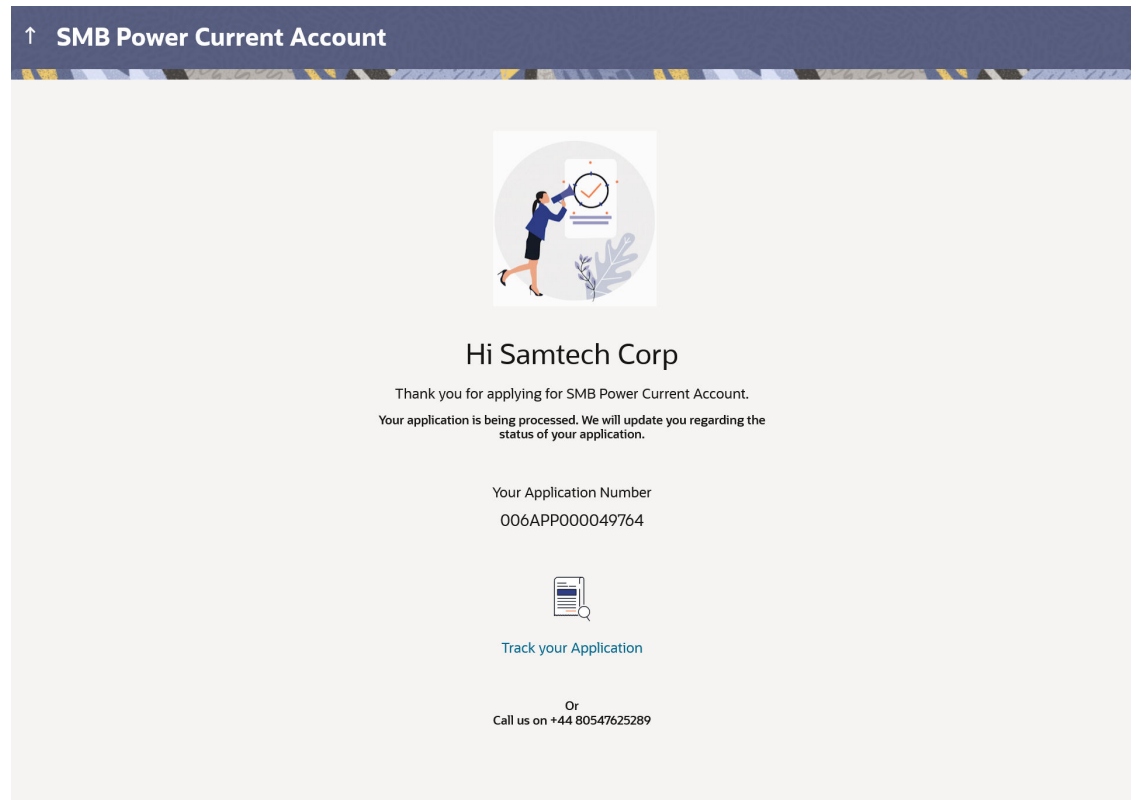 SMB Power Current Account
Hi Samtech Corp
Thank you for applying for SMB Power Current Account.
Your application is being processed. We will update you regarding the
status of your application.
Your Application Number
006APP000049764
Track your Application
Or
Call us on +44 80547625289